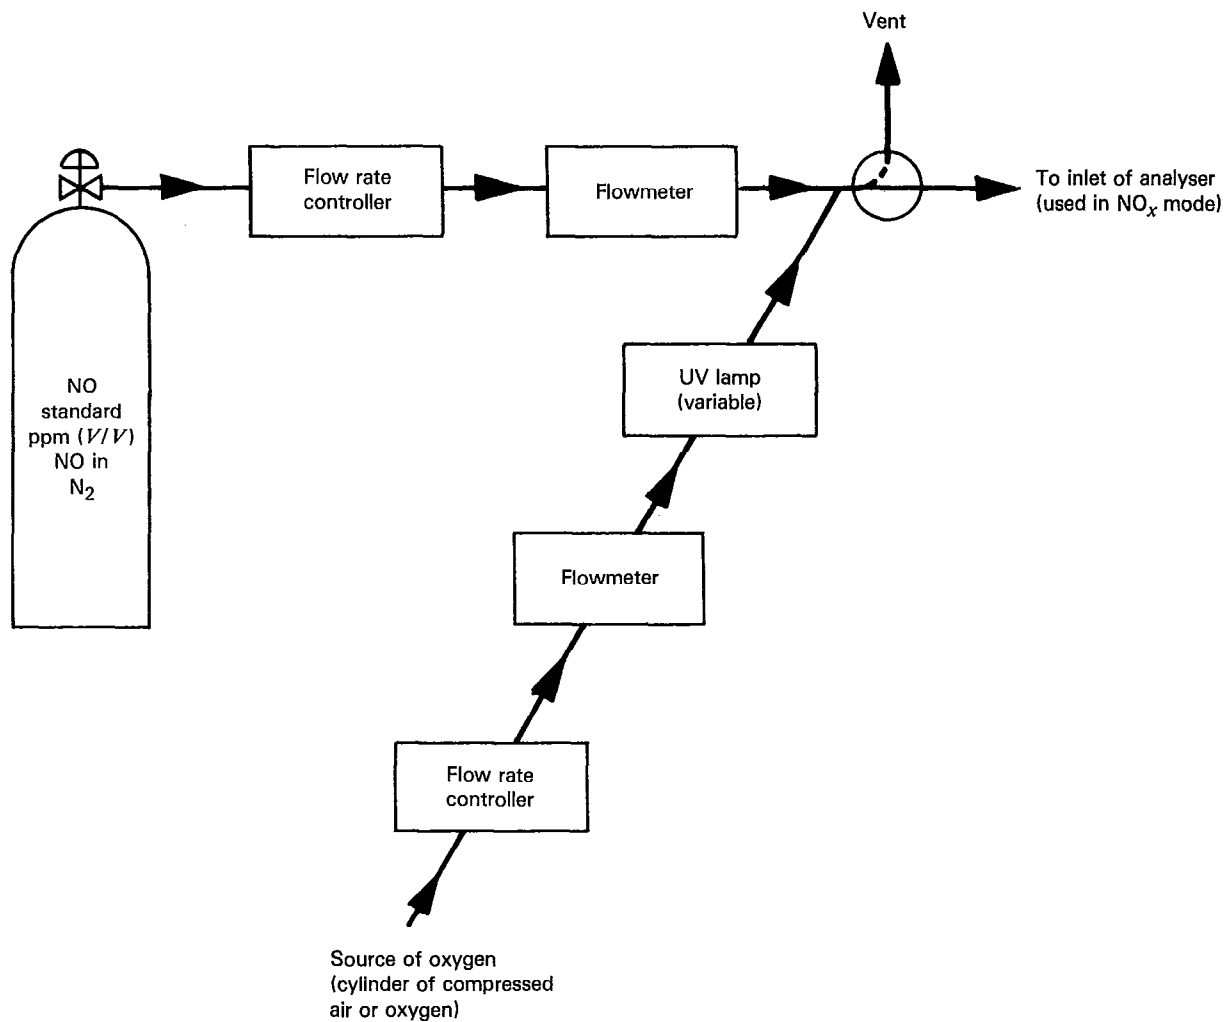 Vent
Flow rate
controller
Flowmeter
To inlet of analyser
(used in NOx mode)
UV lamp
(variable)
NO
standard
ppm (V/V)
NO in
N2
Flowmeter
Flow rate
controller
Source of oxygen
(cylinder of compressed
air or oxygen)